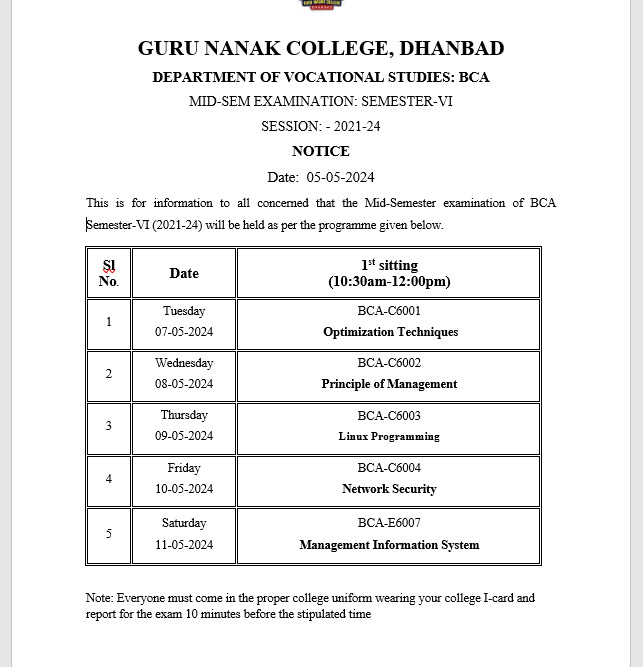 GURU NANAK COLLEGE, DHANBAD
DEPARTMENT OF VOCATIONAL STUDIES: BCA
MID-SEM EXAMINATION: SEMESTER-VI
SESSION: - 2021-24
NOTICE
Date: 05-05-2024
This is for information to all concerned that the Mid-Semester examination of BCA
Semester-VI (2021-24) will be held as per the programme given below.
Sl No.
Date
1st sitting
(10:30am-12:00pm)
1
Tuesday
07-05-2024
BCA-C6001
Optimization Techniques
2
Wednesday
08-05-2024
BCA-C6002
Principle of Management
3
Thursday
09-05-2024
BCA-C6003
Linux Programming
4
Friday
10-05-2024
BCA-C6004
Network Security
5
Saturday
11-05-2024
BCA-E6007
Management Information System
Note: Everyone must come in the proper college uniform wearing your college I-card and
report for the exam 10 minutes before the stipulated time